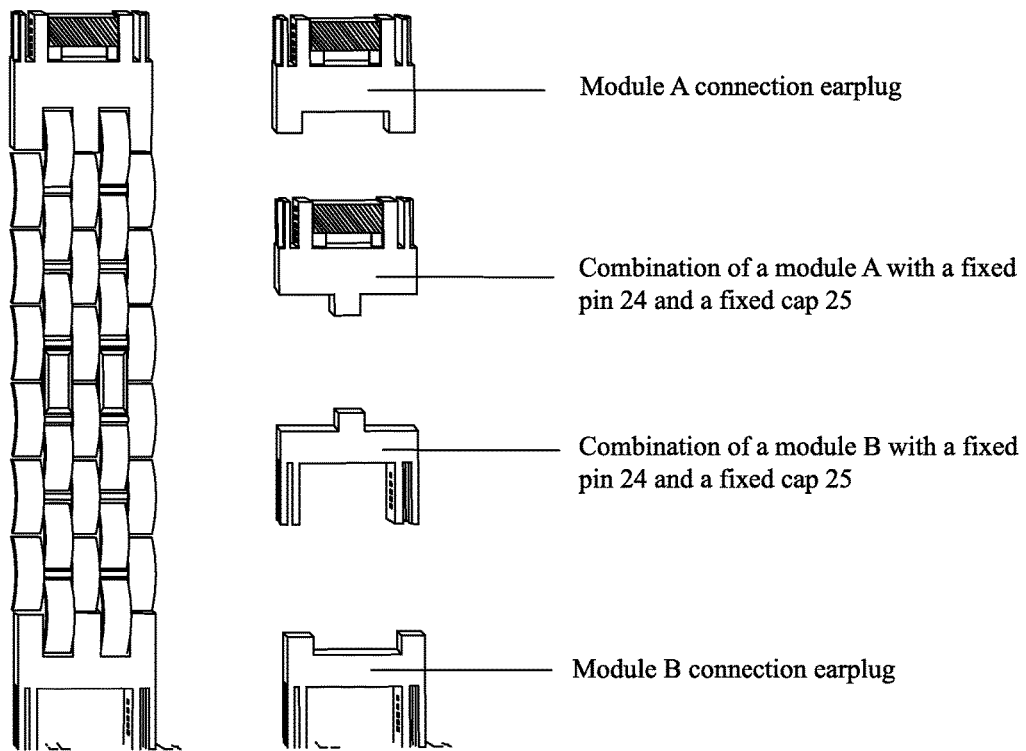 Module A connection earplug
Combination of a module A with a fixed
pin 24 and a fixed cap 25
Combination of a module B with a fixed
pin 24 and a fixed cap 25
Module B connection earplug